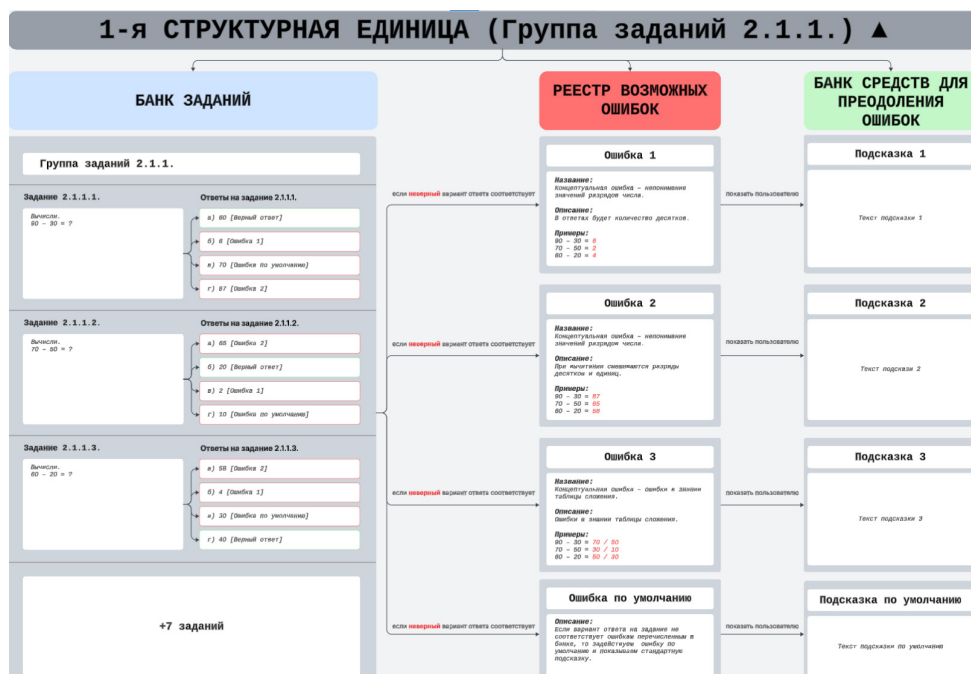 1-я СТРУКТУРНАЯ ЕДИНИЦА (Группа заданий 2.1.1.) ▲
БАНК ЗАДАНИЙ
Группа заданий 2.1.1.
Задание 2.1.1.1.
Вычисли.
90 – 30 = ?
Ответы на задание 2.1.1.1.
а) 60 [Верный ответ]
б) 6 [Ошибка 1]
в) 70 [Ошибка по умолчанию]
г) 87 [Ошибка 2]
Задание 2.1.1.2.
Вычисли.
70 – 50 = ?
Ответы на задание 2.1.1.2.
а) 65 [Ошибка 2]
б) 20 [Верный ответ]
в) 2 [Ошибка 1]
г) 10 [Ошибка по умолчанию]
Задание 2.1.1.3.
Вычисли.
60 – 20 = ?
Ответы на задание 2.1.1.3.
а) 58 [Ошибка 2]
б) 4 [Ошибка 1]
в) 30 [Ошибка по умолчанию]
г) 40 [Верный ответ]
+7 заданий
если неверный вариант ответа соответствует
если неверный вариант ответа соответствует
если неверный вариант ответа соответствует
если неверный вариант ответа соответствует
РЕЕСТР ВОЗМОЖНЫХ
ОШИБОК
Ошибка 1
Название:
Концептуальная ошибка – непонимание
значений разрядов числа.
Описание:
В ответах будет количество десятков.
Примеры:
90 – 30 = 6
70 – 50 = 2
60 – 20 = 4
Ошибка 2
Название:
Концептуальная ошибка – непонимание
значений разрядов числа.
Описание:
При вычитании смешиваются разряды
десятков и единиц.
Примеры:
90 – 30 = 87
70 – 50 = 65
60 – 20 = 58
Ошибка 3
Название:
Концептуальная ошибка – ошибки в знании
таблицы сложения.
Описание:
Ошибки в знании таблицы сложения.
Примеры:
90 – 30 = 70 / 50
70 – 50 = 30 / 10
60 – 20 = 50 / 30
Ошибка по умолчанию
Описание:
Если вариант ответа на задание не
соответствует ошибкам перечисленным в
банке, то задействуем ошибку по
умолчанию и показываем стандартную
подсказку.
показать пользователю
показать пользователю
показать пользователю
показать пользователю
БАНК СРЕДСТВ ДЛЯ
ПРЕОДОЛЕНИЯ
ОШИБОК
Подсказка 1
Текст подсказки 1
Подсказка 2
Текст подскази 2
Подсказка 3
Текст подсказки 3
Подсказка по умолчанию
Текст подсказки по умолчанию